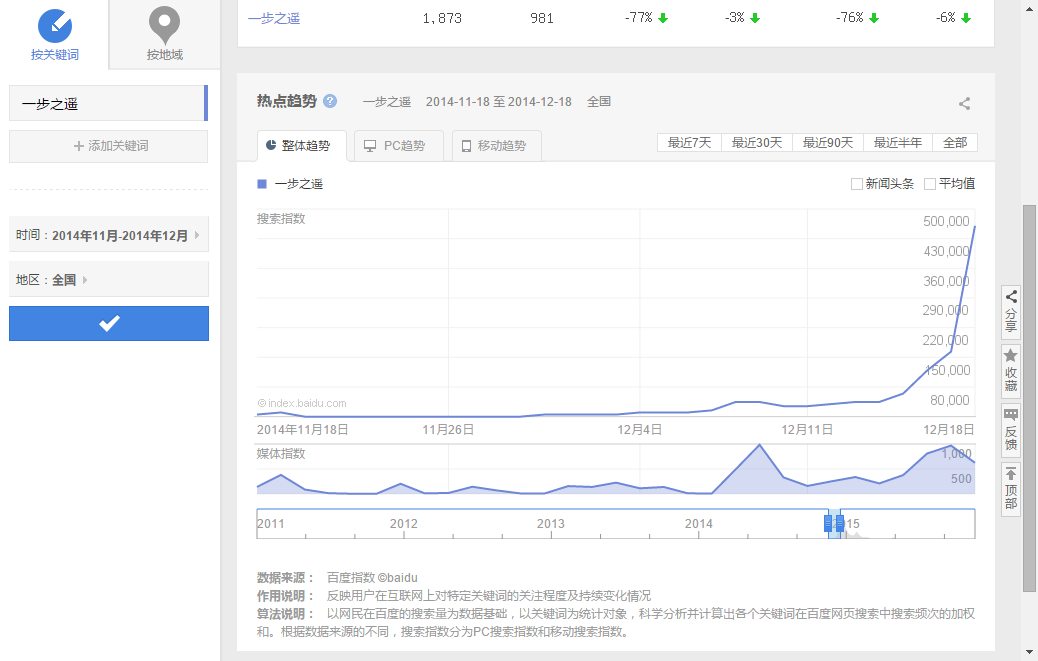 按关键词
按地域
一步之遥
＋添加关键词
时间：2014年11月-2014年12月
地区：全国
一步之遥 1,873 981 -77% -3% -76% -6%
热点趋势 ? 一步之遥 2014-11-18 至 2014-12-18 全国
整体趋势 PC趋势 移动趋势
最近7天 最近30天 最近90天 最近半年 全部
一步之遥
新闻头条 平均值
搜索指数
500,000
430,000
360,000
290,000
220,000
150,000
80,000
©index.baidu.com
2014年11月18日 11月26日 12月4日 12月11日 12月18日
媒体指数
1,000
500
2011 2012 2013 2014 2015
数据来源： 百度指数 ©baidu
作用说明： 反映用户在互联网上对特定关键词的关注程度及持续变化情况
算法说明： 以网民在百度的搜索量为数据基础，以关键词为统计对象，科学分析并计算出各个关键词在百度网页搜索中搜索频次的加权
和。根据数据来源的不同，搜索指数分为PC搜索指数和移动搜索指数。
分享
收藏
反馈
顶部